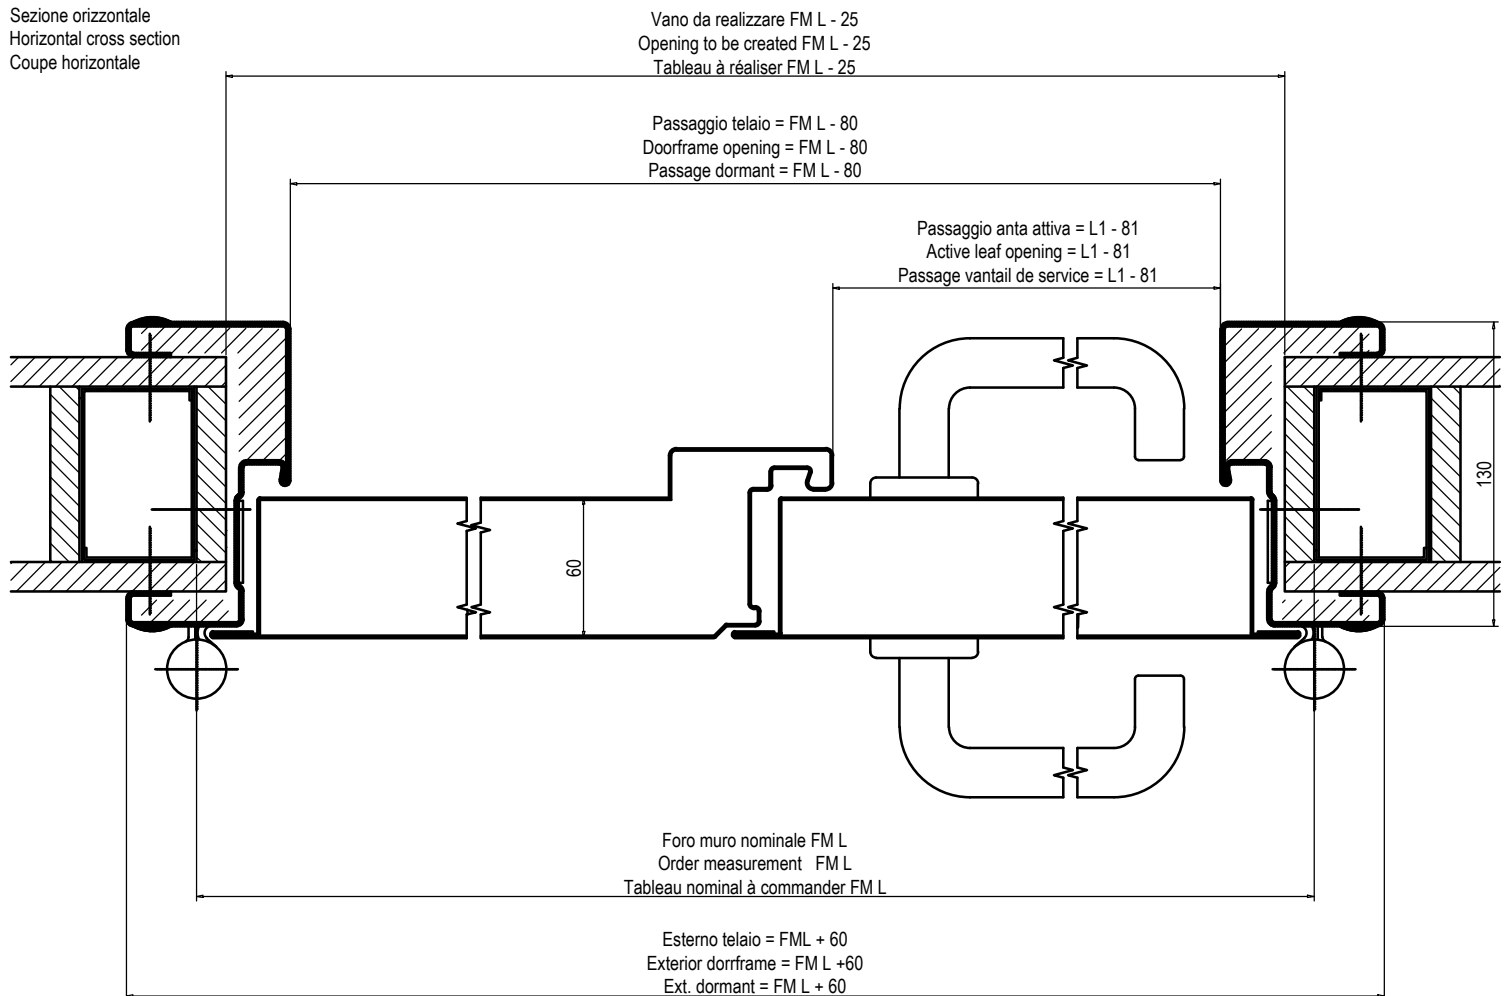 Sezione orizzontale
Horizontal cross section
Coupe horizontale
Vano da realizzare FM L - 25
Opening to be created FM L - 25
Tableau à réaliser FM L - 25
Passaggio telaio = FM L - 80
Doorframe opening = FM L - 80
Passage dormant = FM L - 80
Passaggio anta attiva = L1 - 81
Active leaf opening = L1 - 81
Passage vantail de service = L1 - 81
130
60
Foro muro nominale FM L
Order measurement FM L
Tableau nominal à commander FM L
Esterno telaio = FML + 60
Exterior dorrframe = FM L +60
Ext. dormant = FM L + 60